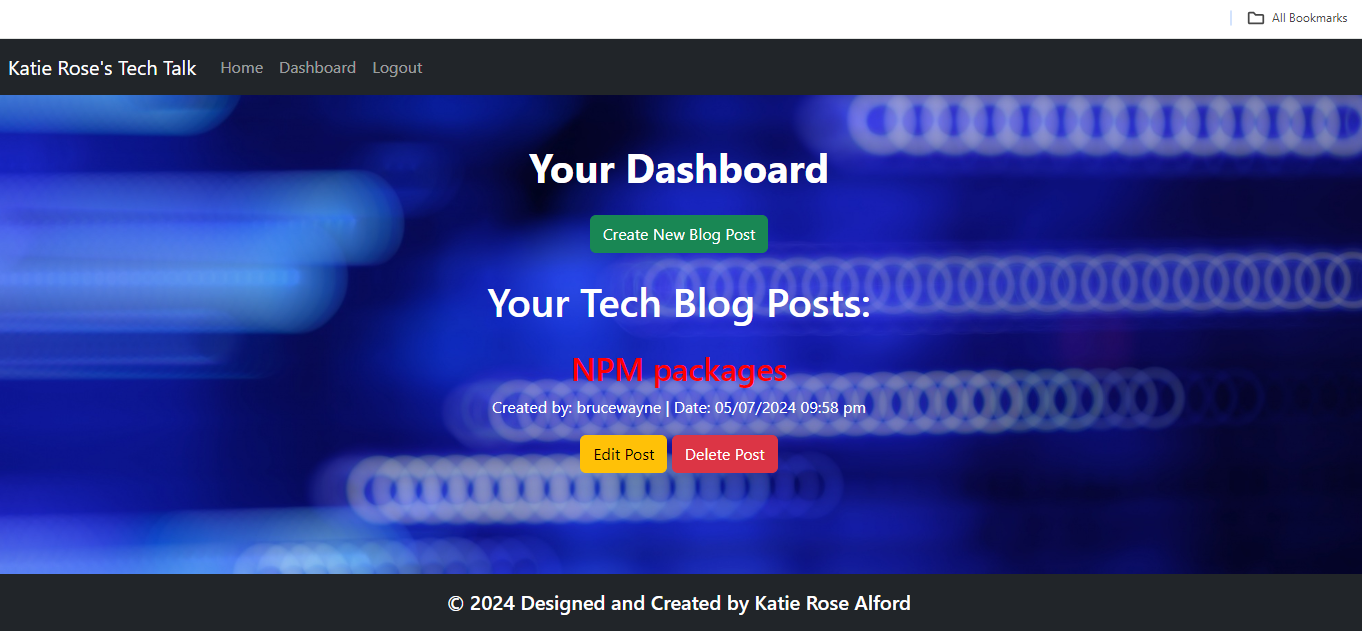 All Bookmarks
Katie Rose's Tech Talk Home Dashboard Logout
Your Dashboard
Create New Blog Post
Your Tech Blog Posts:
NPM packages
Created by: brucewayne | Date: 05/07/2024 09:58 pm
Edit Post Delete Post
© 2024 Designed and Created by Katie Rose Alford